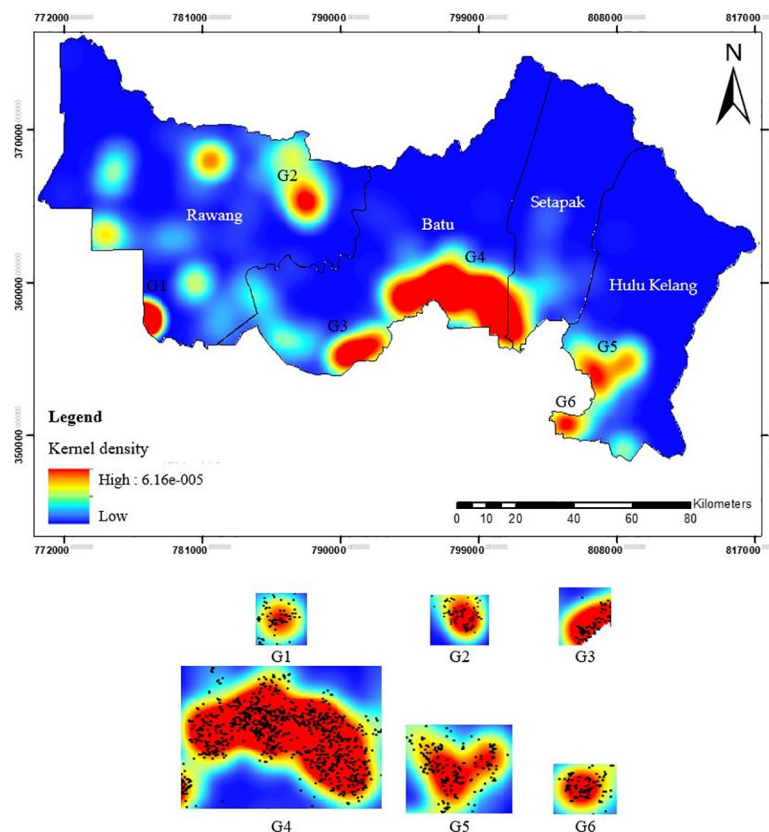 772000 781000 790000 799000 808000 817000
N
370000
360000
350000
G2
Rawang
Batu
Setapak
G4
Hulu Kelang
G1
G3
G5
G6
Legend
Kernel density
High : 6.16e-005
Low
Kilometers
0 10 20 40 60 80
772000 781000 790000 799000 808000 817000
G1 G2 G3
G4 G5 G6